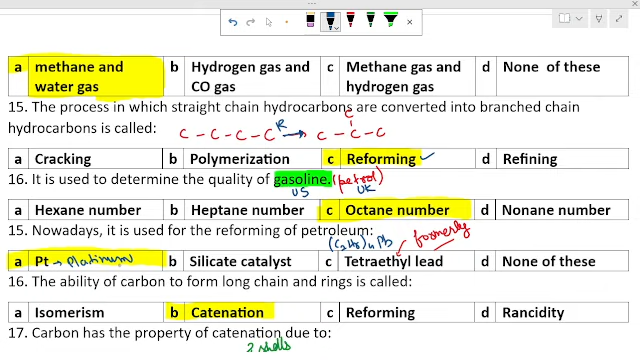 a methane and water gas b Hydrogen gas and CO gas c Methane gas and hydrogen gas d None of these
15. The process in which straight chain hydrocarbons are converted into branched chain
hydrocarbons is called: C – C – C – C R → C – C – C
C
a Cracking b Polymerization c Reforming ✓ d Refining
16. It is used to determine the quality of gasoline. (petrol)
US UK
a Hexane number b Heptane number c Octane number d Nonane number
15. Nowadays, it is used for the reforming of petroleum: (C2H5)4Pb formerly
a Pt → Platinum b Silicate catalyst c Tetraethyl lead d None of these
16. The ability of carbon to form long chain and rings is called:
a Isomerism b Catenation c Reforming d Rancidity
17. Carbon has the property of catenation due to:
2 shells